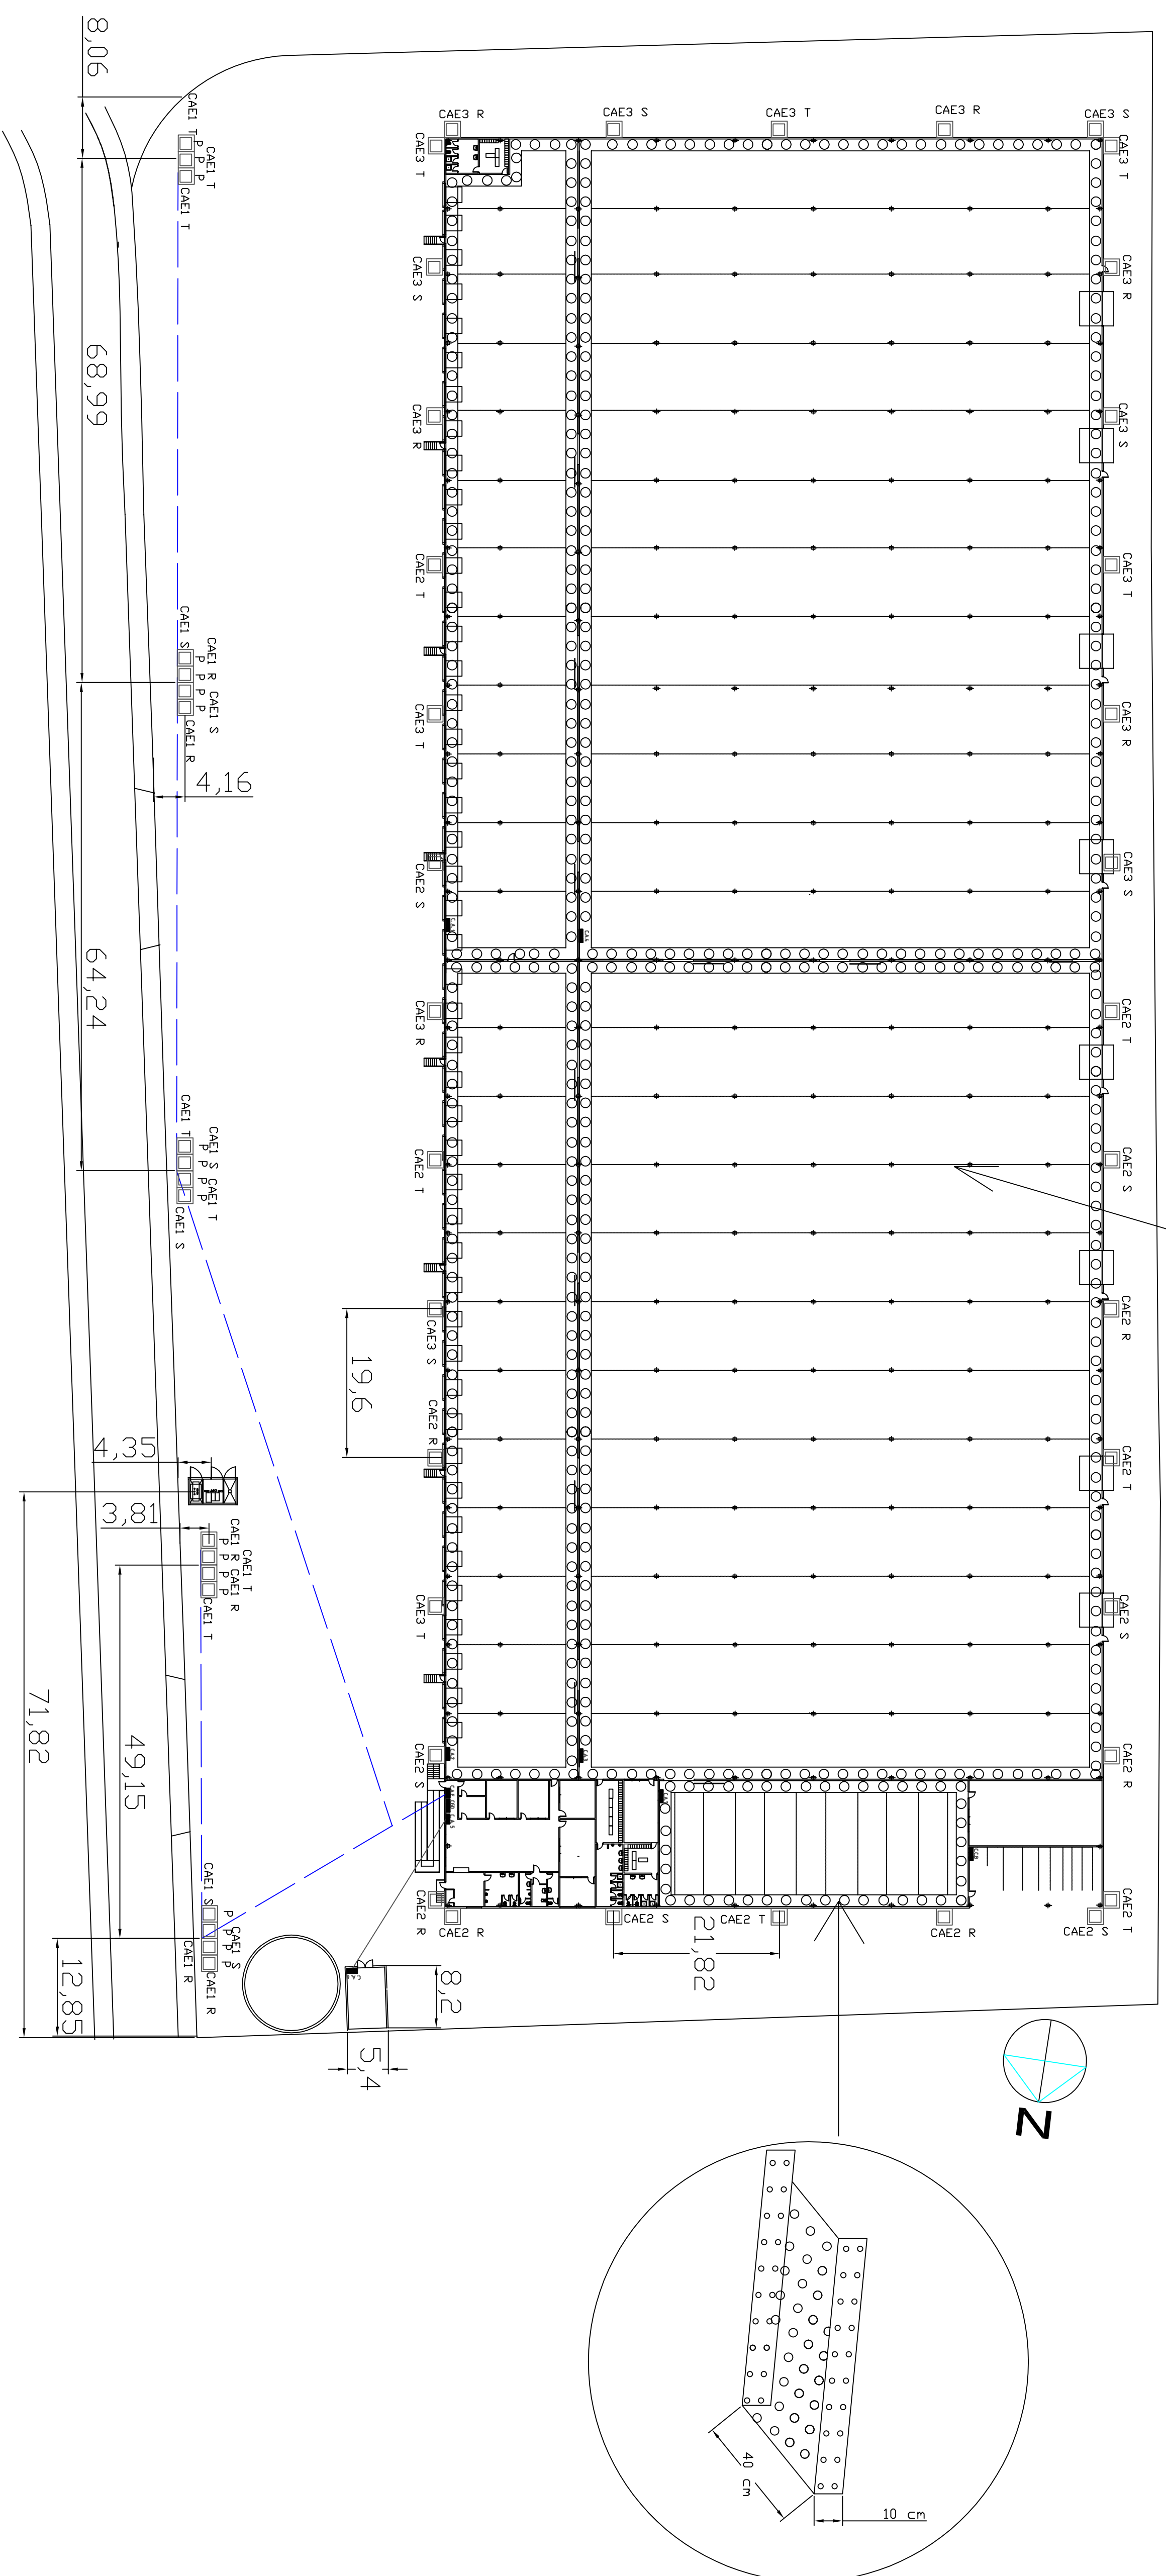 8,06
CAE1 T
P
P
P
CAE1 T
CAE1 T
68,99
CAE3 R
CAE3 S
CAE3 T
CAE3 R
CAE3 S
CAE3 T
CAE3 T
CAE3 S
CAE3 R
CAE3 R
CAE3 S
CAE2 T
CAE3 T
CAE1 S
P
P
P
P
CAE1 R
CAE1 S
CAE1 R
4,16
CAE3 T
CAE3 R
CAE2 S
CAE3 S
64,24
CAE3 R
CAE2 T
CAE1 T
P
P
P
P
CAE1 S
CAE1 T
CAE1 S
CAE2 T
CAE2 S
19,6
CAE3 S
CAE2 R
CAE2 R
CAE2 T
4,35
3,81
CAE1 R
CAE1 T
P
P
P
P
CAE1 R
CAE1 T
CAE3 T
CAE2 S
71,82
49,15
CAE2 S
CAE2 R
CAE1 S
P
P
P
P
CAE1 S
CAE1 R
CAE1 R
12,85
CAE2 R
CAE2 R
CAE2 S
21,82
CAE2 T
CAE2 R
CAE2 S
CAE2 T
8,2
5,4
N
40 cm
10 cm